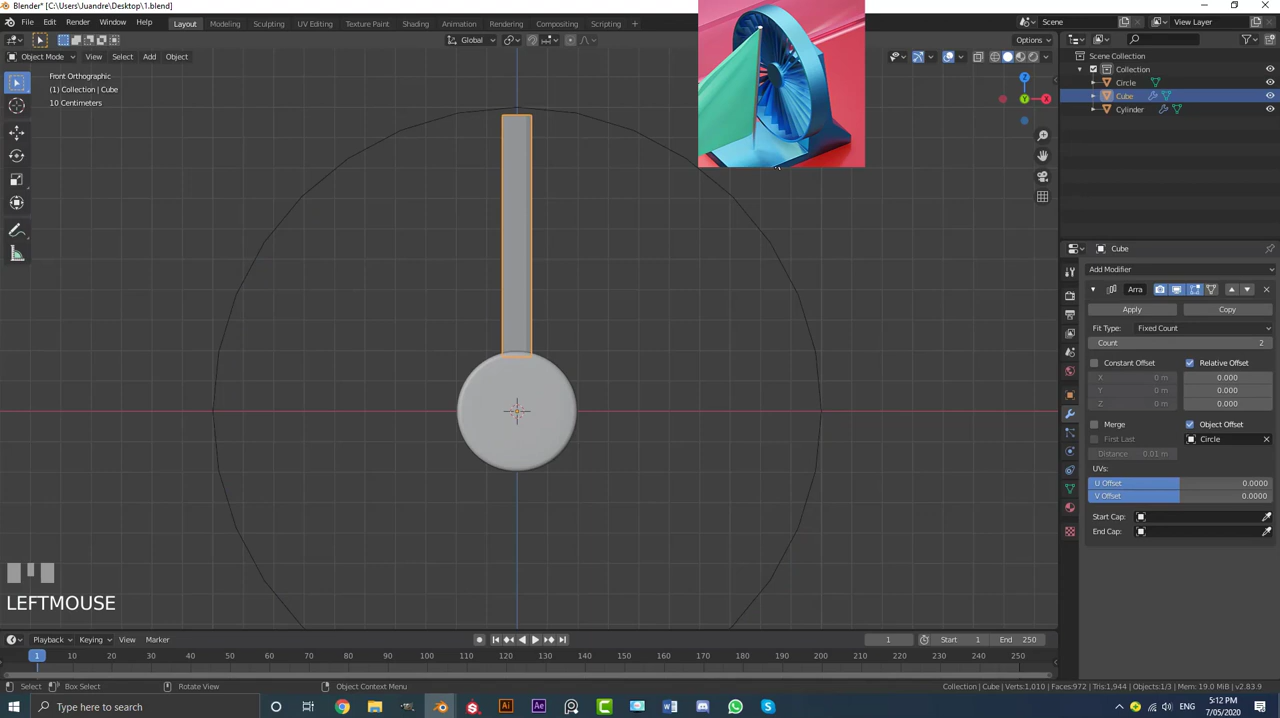 Blender* [C:\Users\Juandre\Desktop\1.blend]
File Edit Render Window Help Layout Modeling Sculpting UV Editing Texture Paint Shading Animation Rendering Compositing Scripting + Scene View Layer
Global Options
Object Mode View Select Add Object
Front Orthographic
(1) Collection | Cube
10 Centimeters
Scene Collection
Collection
Circle
Cube
Cylinder
Z
Y
X
Cube
Add Modifier
Arra
Apply Copy
Fit Type: Fixed Count
Count 2
Constant Offset Relative Offset
X 0 m 0.000
Y 0 m 0.000
Z 0 m 0.000
Merge Object Offset
First Last Circle
Distance 0.01 m
UVs:
U Offset 0.0000
V Offset 0.0000
Start Cap:
End Cap:
LEFTMOUSE
Playback Keying View Marker 1 Start 1 End 250
1 10 20 30 40 50 60 70 80 90 100 110 120 130 140 150 160 170 180 190 200 210 220 230 240 250
Select Box Select Rotate View Object Context Menu Collection | Cube | Verts:1,010 | Faces:972 | Tris:1,944 | Objects:1/3 | Mem: 19.0 MiB | v2.83.9
Type here to search
5:12 PM
7/05/2020